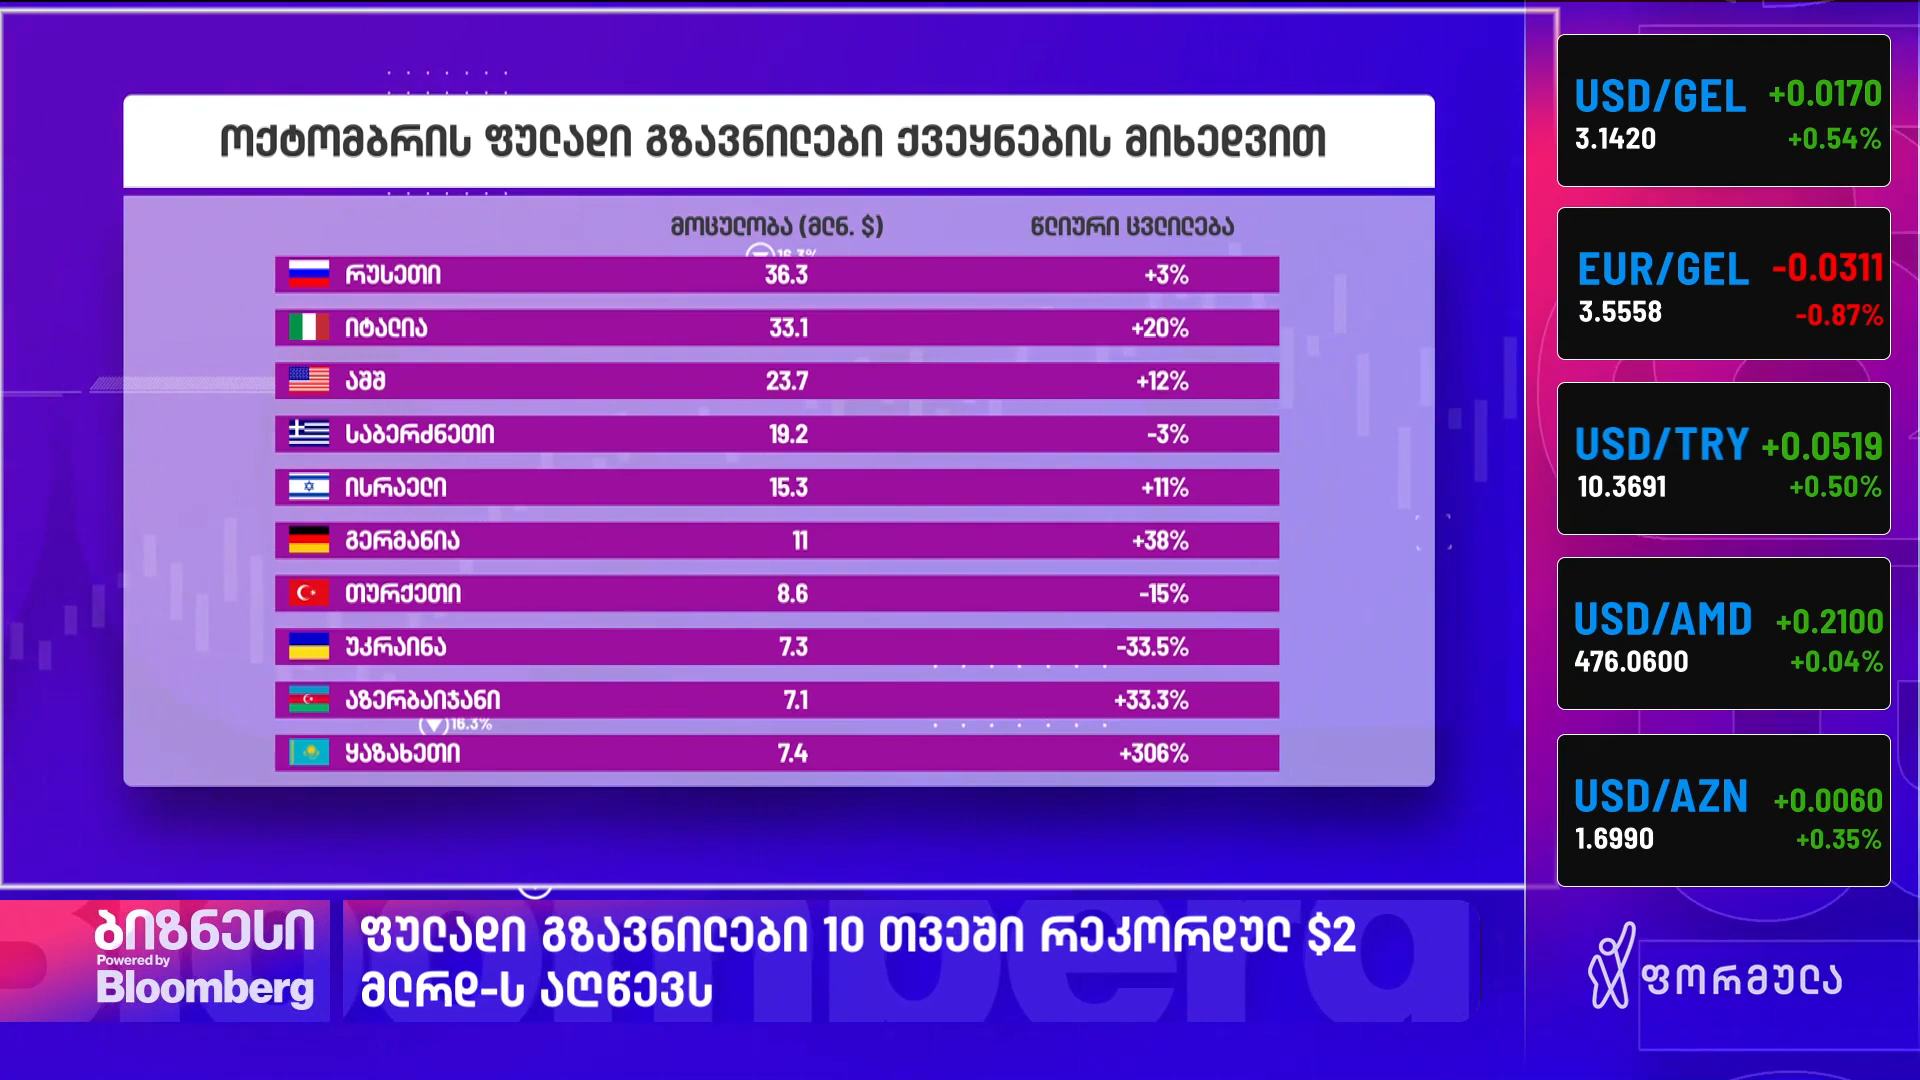 ოქტომბრის ფულადი გზავნილები ქვეყნების მიხედვით
მოცულობა (მლნ. $) წლიური ცვლილება
16.3%
რუსეთი 36.3 +3%
იტალია 33.1 +20%
აშშ 23.7 +12%
საბერძნეთი 19.2 -3%
ისრაელი 15.3 +11%
გერმანია 11 +38%
თურქეთი 8.6 -15%
უკრაინა 7.3 -33.5%
აზერბაიჯანი 7.1 +33.3%
16.3%
ყაზახეთი 7.4 +306%
USD/GEL +0.0170
3.1420 +0.54%
EUR/GEL -0.0311
3.5558 -0.87%
USD/TRY +0.0519
10.3691 +0.50%
USD/AMD +0.2100
476.0600 +0.04%
USD/AZN +0.0060
1.6990 +0.35%
ბიზნესი
Powered by
Bloomberg
ფულადი გზავნილები 10 თვეში რეკორდულ $2
მლრდ-ს აღწევს
ფორმულა